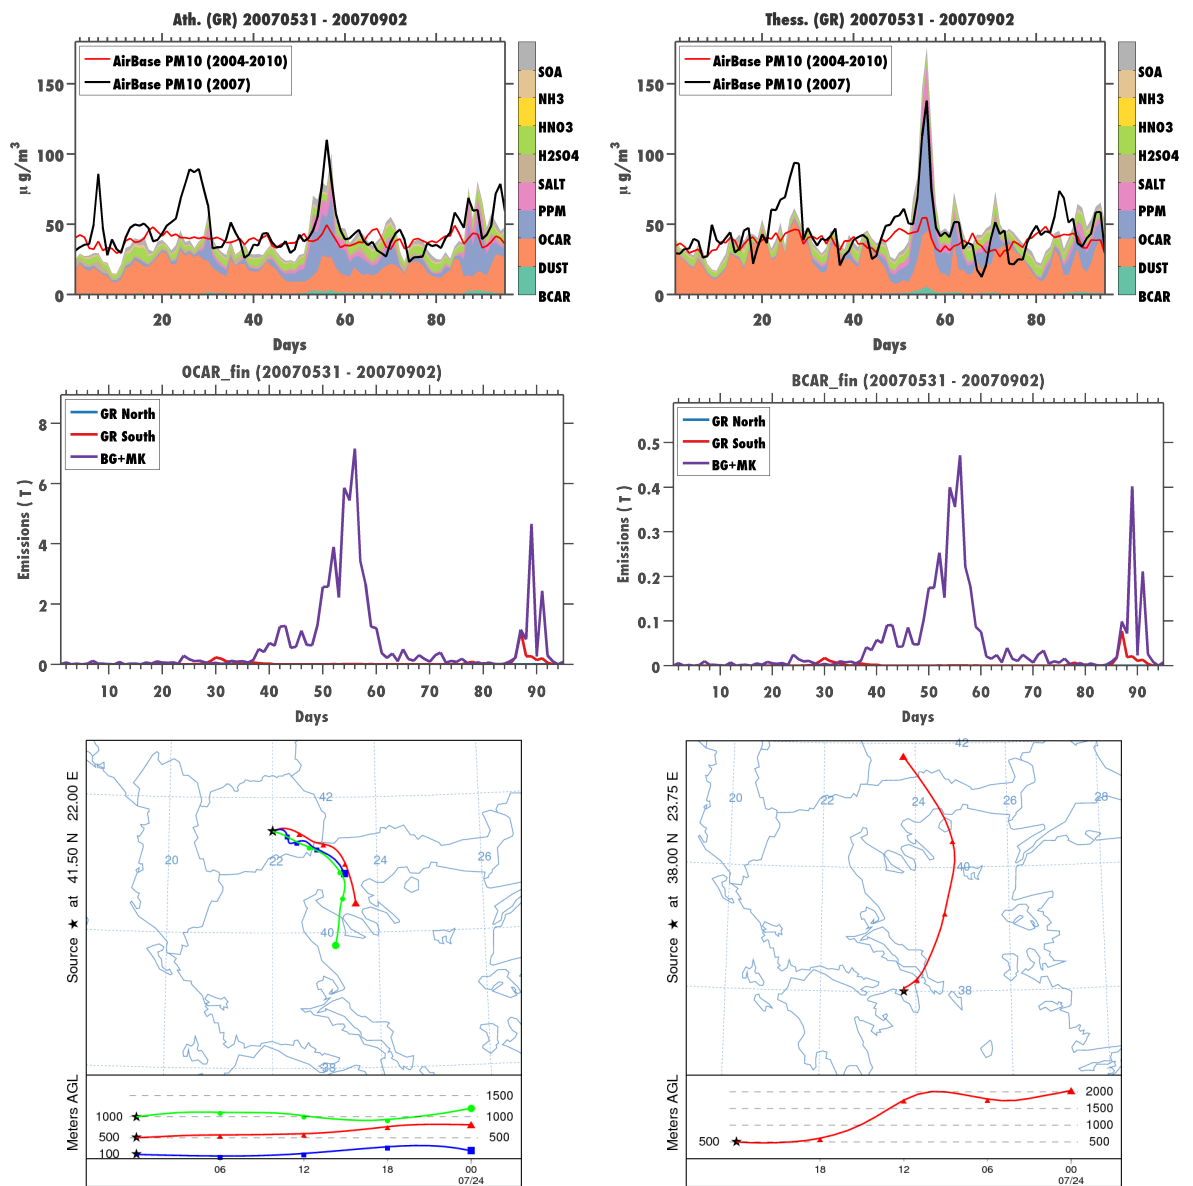 Ath. (GR) 20070531 - 20070902
AirBase PM10 (2004-2010)
AirBase PM10 (2007)
μ g/m3
150
100
50
0
20 40 60 80
Days
SOA
NH3
HNO3
H2SO4
SALT
PPM
OCAR
DUST
BCAR
Thess. (GR) 20070531 - 20070902
AirBase PM10 (2004-2010)
AirBase PM10 (2007)
μ g/m3
150
100
50
0
20 40 60 80
Days
SOA
NH3
HNO3
H2SO4
SALT
PPM
OCAR
DUST
BCAR
OCAR_fin (20070531 - 20070902)
GR North
GR South
BG+MK
Emissions ( T )
8
6
4
2
0
10 20 30 40 50 60 70 80 90
Days
BCAR_fin (20070531 - 20070902)
GR North
GR South
BG+MK
Emissions ( T )
0.5
0.4
0.3
0.2
0.1
0
10 20 30 40 50 60 70 80 90
Days
Source ★ at 41.50 N 22.00 E
42
20 22 24 26
40
38
Meters AGL
1500
1000 1000
500 500
100
06 12 18 00
07/24
Source ★ at 38.00 N 23.75 E
42
20 22 24 26 28
40
38
Meters AGL
2000
1500
1000
500 500
18 12 06 00
07/24